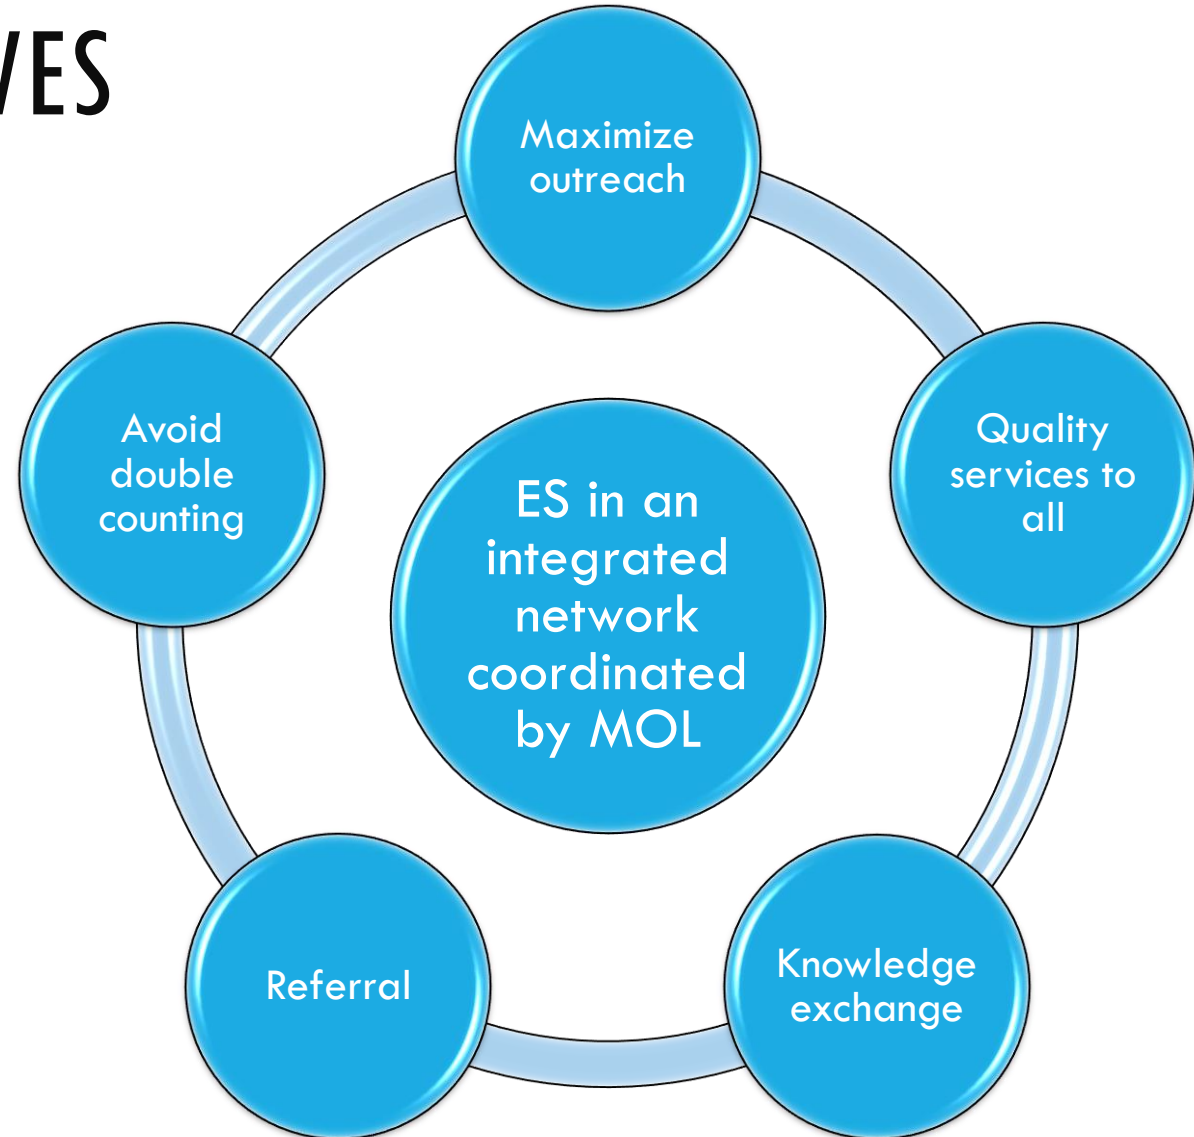 VES
Maximize
outreach
Quality
services to
all
Knowledge
exchange
Referral
Avoid
double
counting
ES in an
integrated
network
coordinated
by MOL